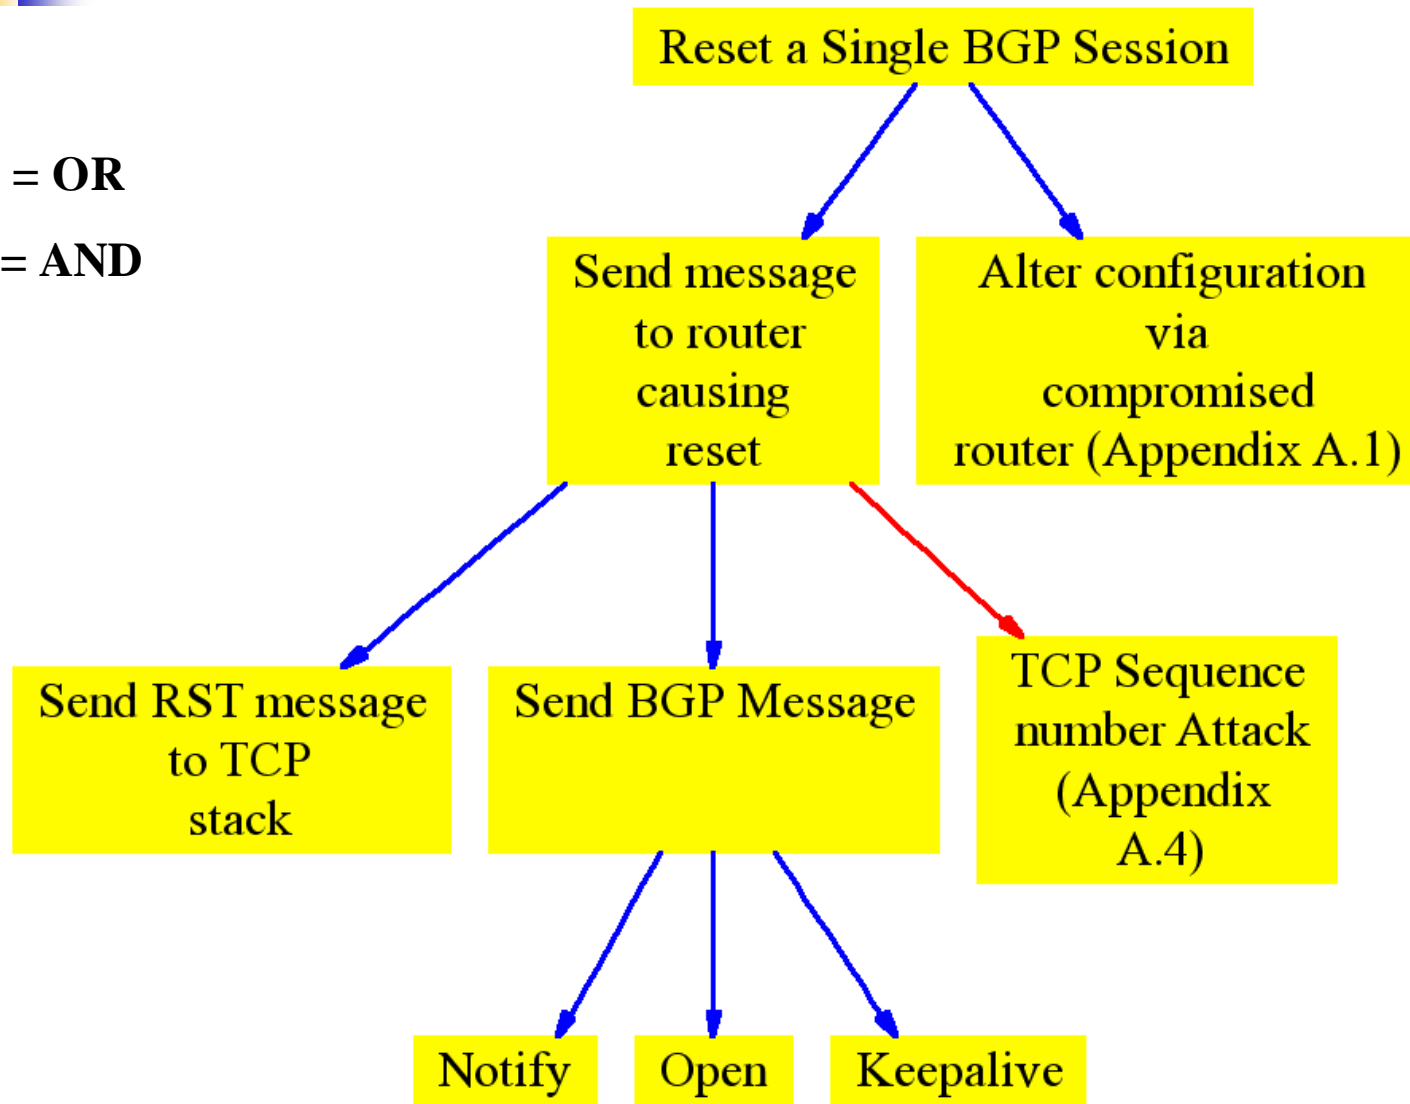 Reset a Single BGP Session
= OR
= AND
Send message
to router
causing
reset
Alter configuration
via
compromised
router (Appendix A.1)
Send RST message
to TCP
stack
Send BGP Message
TCP Sequence
number Attack
(Appendix
A.4)
Notify
Open
Keepalive